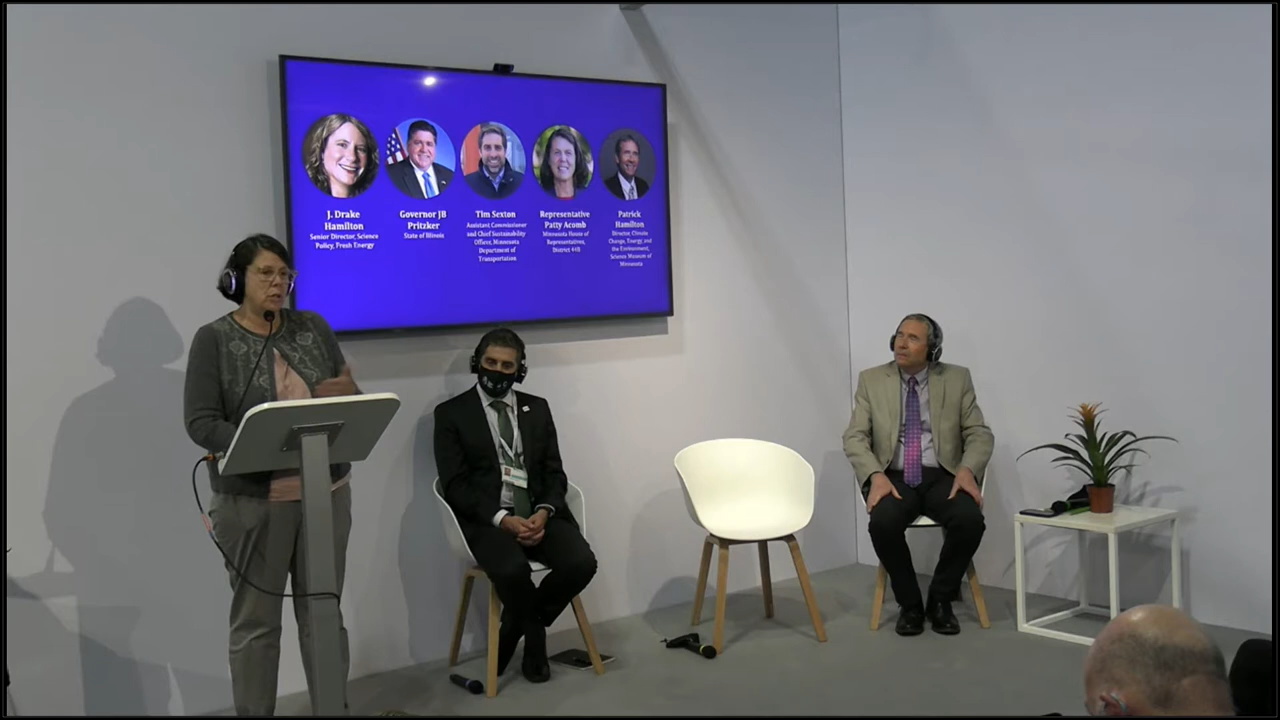 J. Drake
Hamilton
Senior Director, Science
Policy, Fresh Energy
Governor JB
Pritzker
State of Illinois
Tim Sexton
Assistant Commissioner
and Chief Sustainability
Officer, Minnesota
Department of
Transportation
Representative
Patty Acomb
Minnesota House of
Representatives,
District 44B
Patrick
Hamilton
Director, Climate
Change, Energy, and
the Environment,
Science Museum of
Minnesota